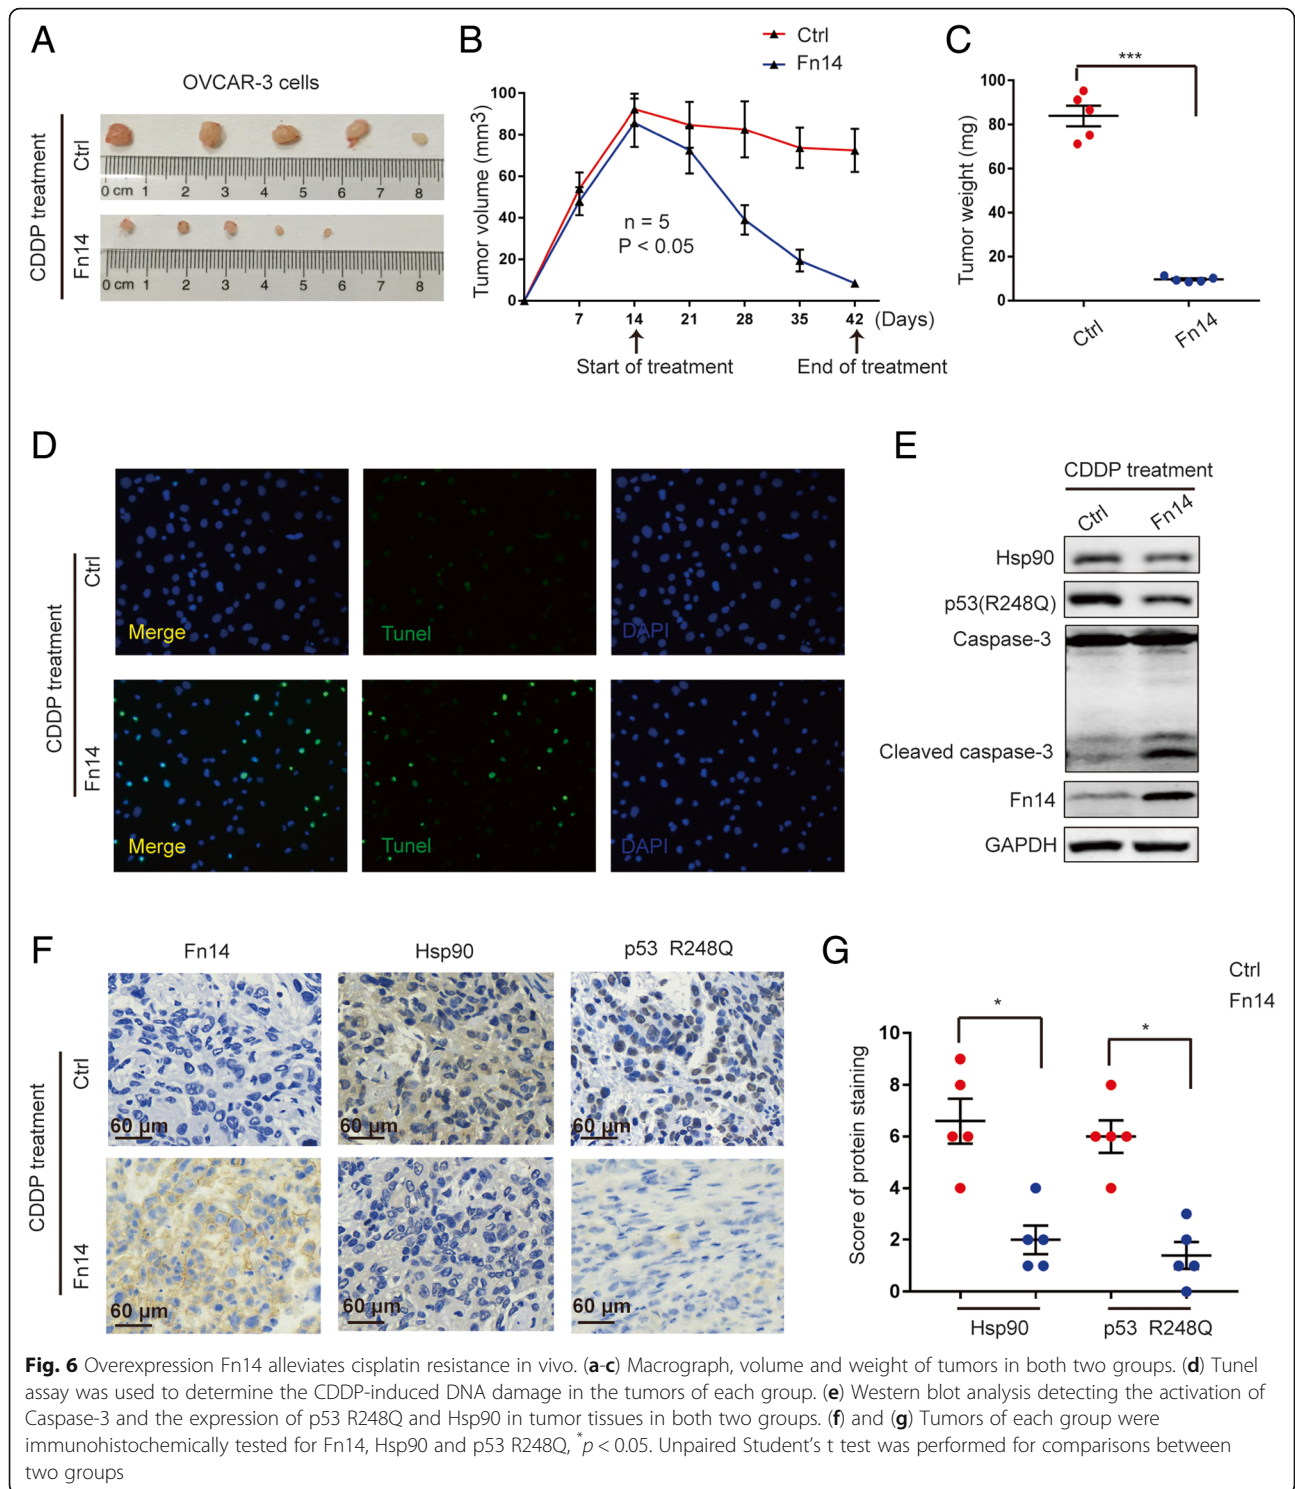 A
OVCAR-3 cells
CDDP treatment
Ctrl
0 cm 1 2 3 4 5 6 7 8
Fn14
0 cm 1 2 3 4 5 6 7 8
B
Ctrl
Fn14
Tumor volume (mm3)
100
80
60
40
20
0
n = 5
P < 0.05
7 14 21 28 35 42 (Days)
Start of treatment
End of treatment
C
***
Tumor weight (mg)
100
80
60
40
20
0
Ctrl
Fn14
D
CDDP treatment
Ctrl
Merge
Tunel
DAPI
Fn14
Merge
Tunel
DAPI
E
CDDP treatment
Ctrl
Fn14
Hsp90
p53(R248Q)
Caspase-3
Cleaved caspase-3
Fn14
GAPDH
F
Fn14
Hsp90
p53 R248Q
CDDP treatment
Ctrl
60 µm
60 µm
60 µm
Fn14
60 µm
60 µm
60 µm
G
Ctrl
Fn14
*
*
Score of protein staining
10
8
6
4
2
0
Hsp90
p53 R248Q
Fig. 6 Overexpression Fn14 alleviates cisplatin resistance in vivo. (a-c) Macrograph, volume and weight of tumors in both two groups. (d) Tunel
assay was used to determine the CDDP-induced DNA damage in the tumors of each group. (e) Western blot analysis detecting the activation of
Caspase-3 and the expression of p53 R248Q and Hsp90 in tumor tissues in both two groups. (f) and (g) Tumors of each group were
immunohistochemically tested for Fn14, Hsp90 and p53 R248Q, *p < 0.05. Unpaired Student's t test was performed for comparisons between
two groups